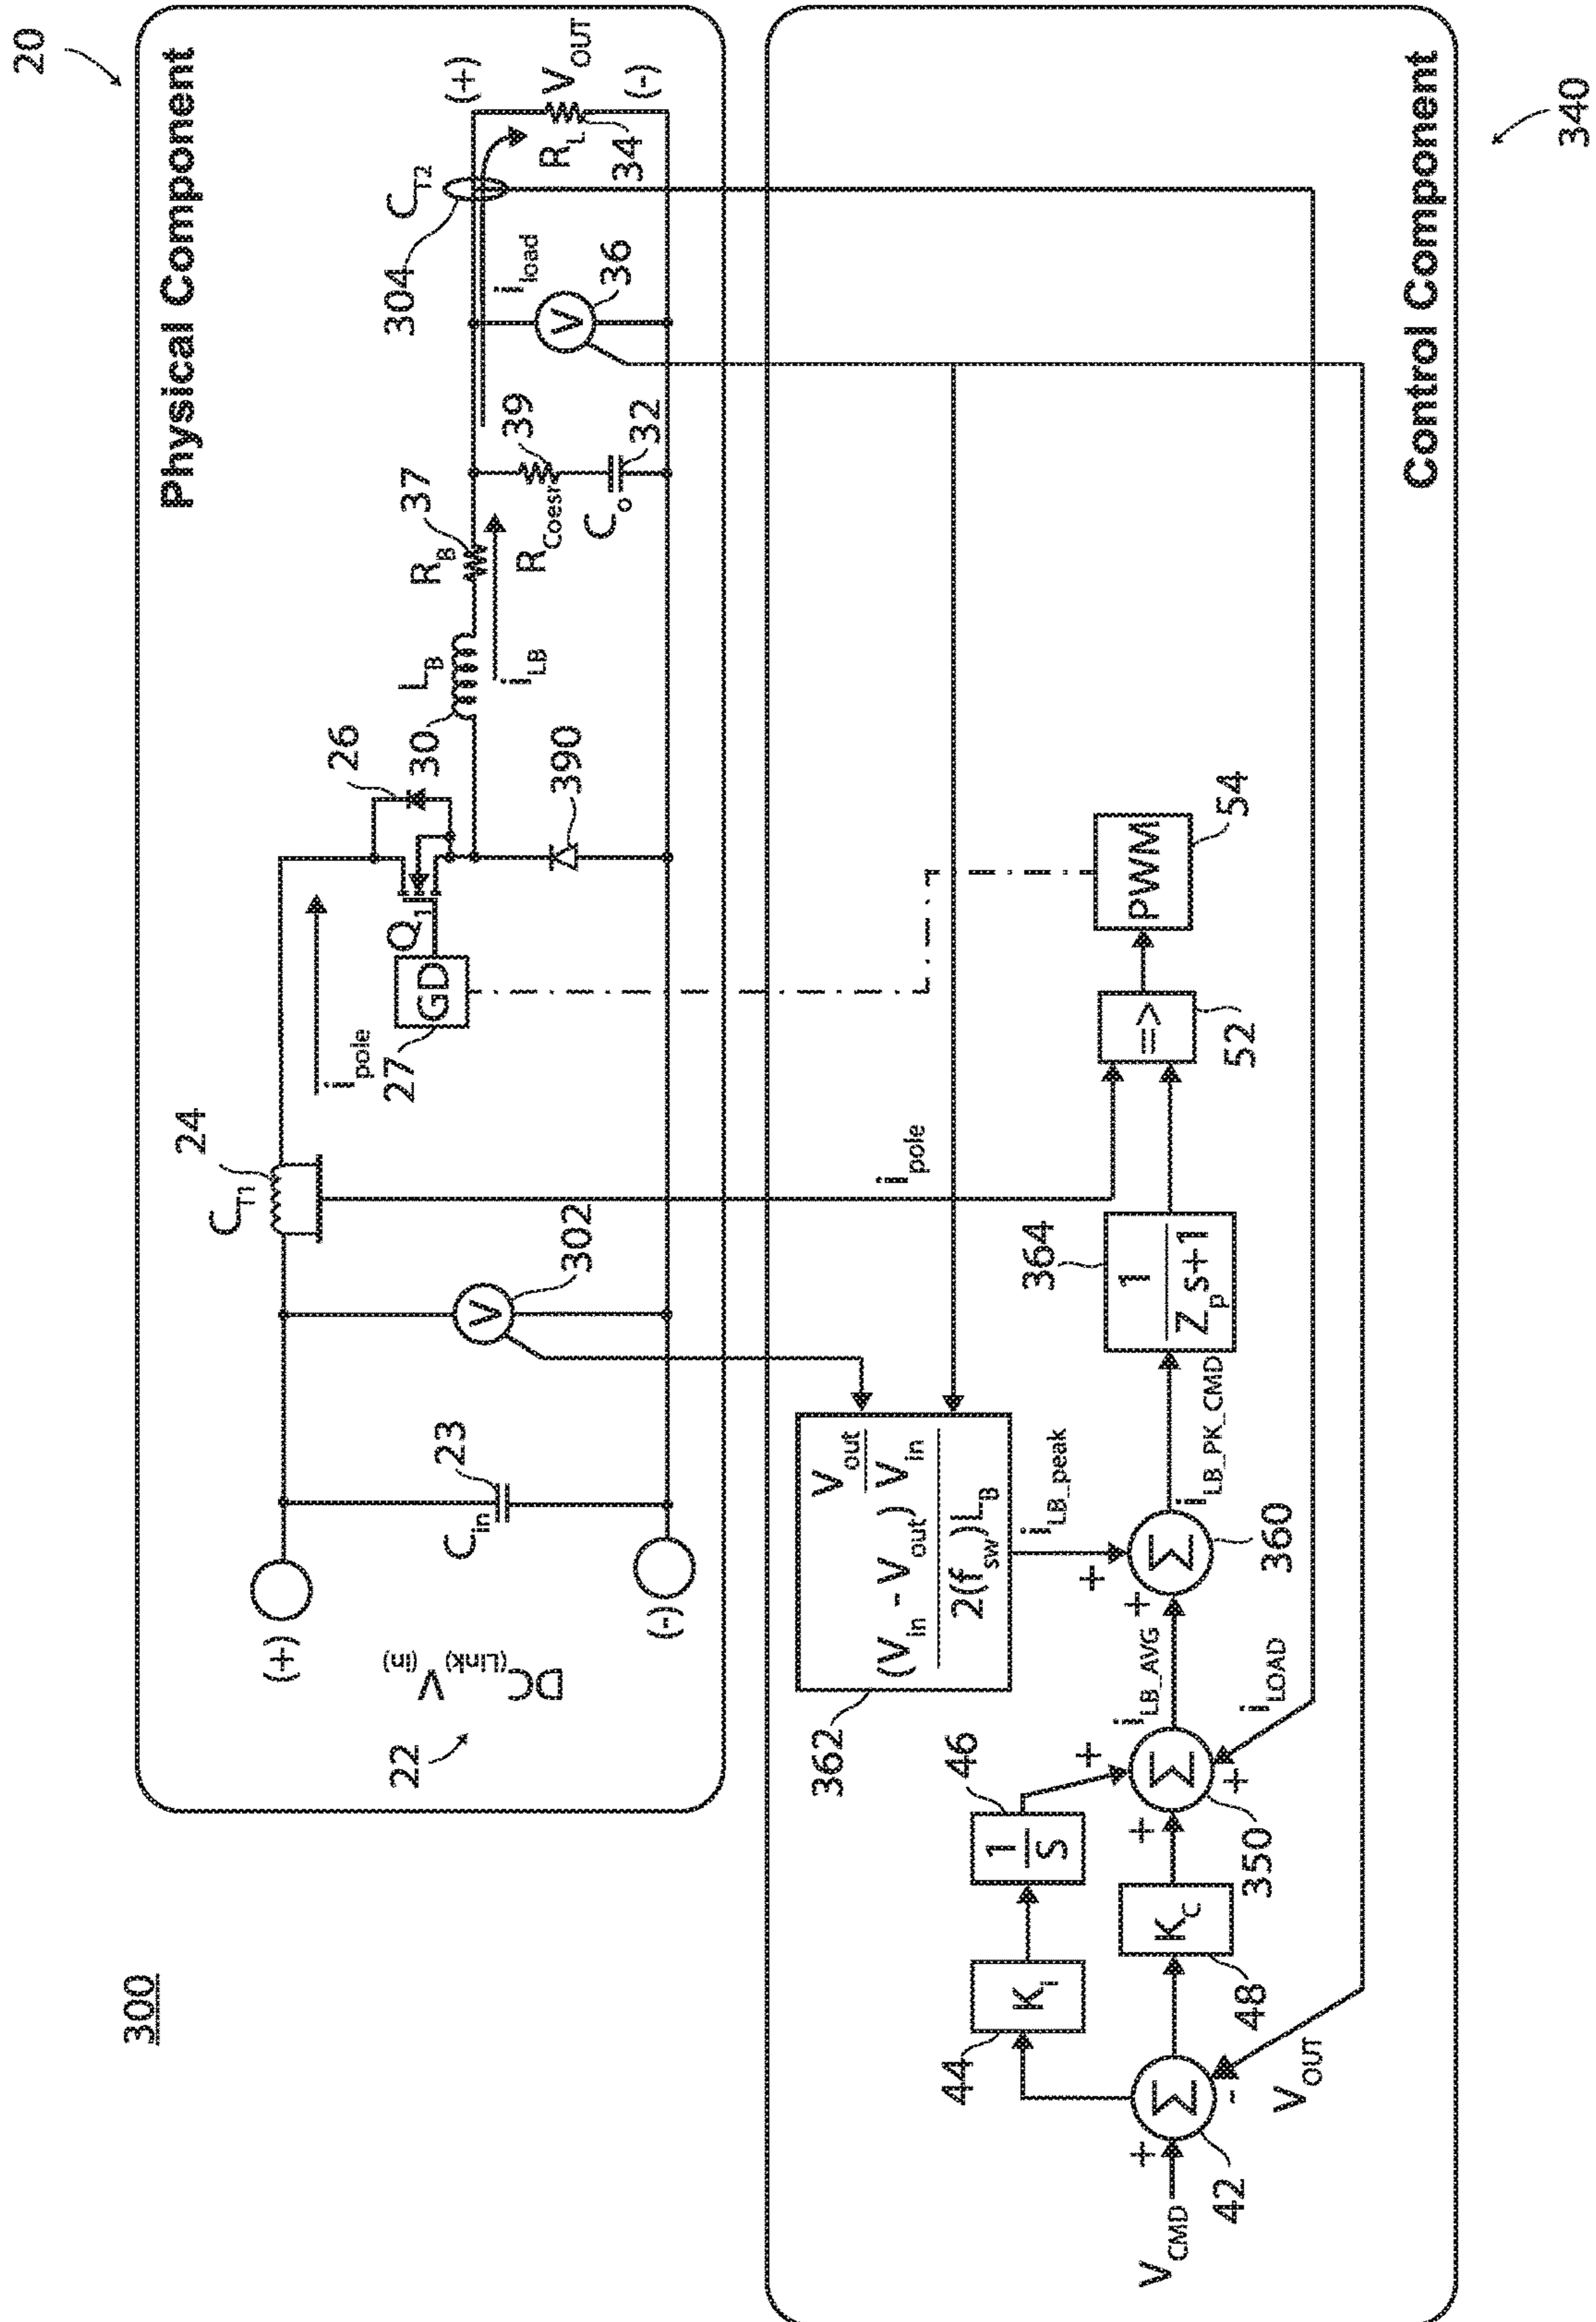 300
20
Physical Component
22
DC(Link)V(in)
(+)
(-)
Cin
23
302
V
CT1
24
ipole
27
GD
Q1
26
30
LB
390
iLB
RB
37
RCoesr
39
Co
32
iload
V
36
304
CT2
RL
34
(+)
VOUT
(-)
340
Control Component
VCMD
+
Σ
42
-
VOUT
44
KI
46
1
S
KC
48
+
+
+
Σ
350
iLOAD
iLB_AVG
362
(Vin - Vout) Vout
Vin
2(fsw)LB
iLB_peak
+
+
Σ
360
iLB_PK_CMD
364
1
Zps+1
ipole
=>
52
PWM
54